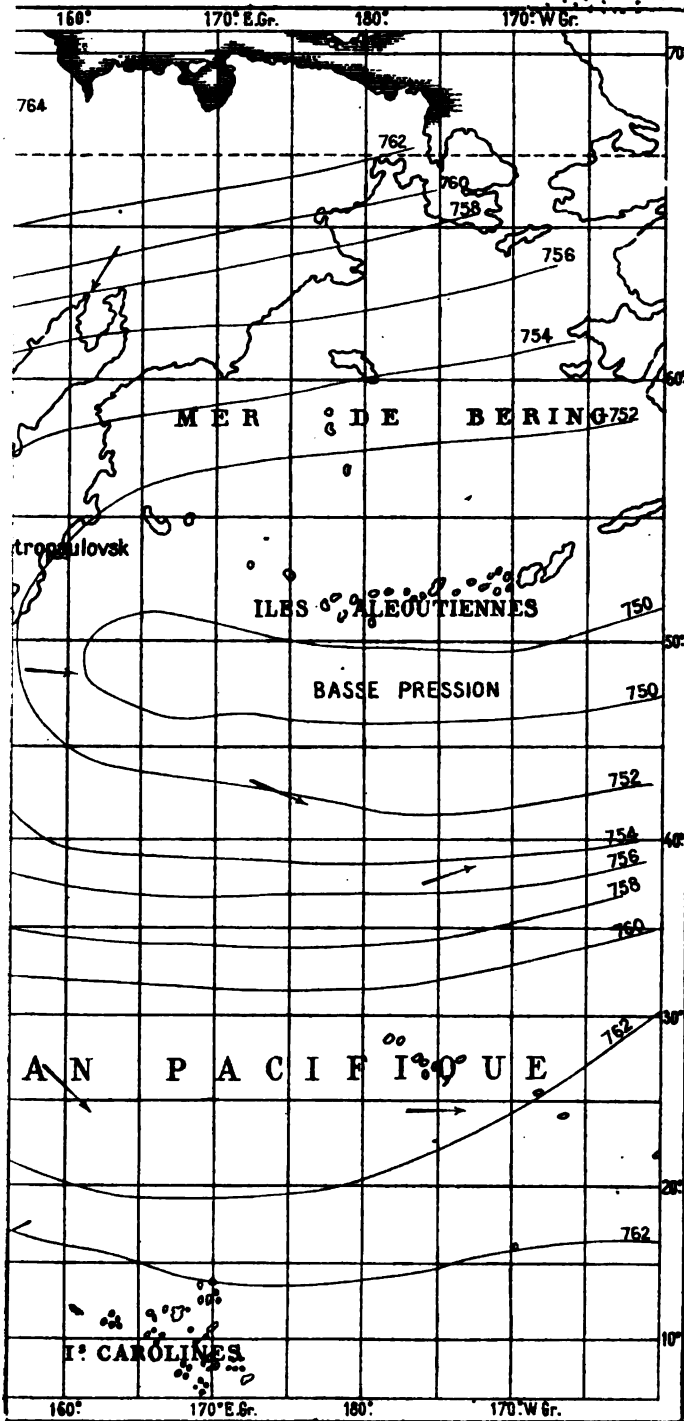 160°. 170°. E.Gr. 180°. 170°. W Gr.
70°
764
762
760
758
756
754
60°
MER DE BERING 752
tropaulovsk
ILES ALEOUTIENNES
750
50°
BASSE PRESSION
750
752
754
40°
756
758
760
30°
762
AN PACIFIQUE
20°
762
10°
Iˢ CAROLINES
160°. 170°. E.Gr. 180°. 170°. W.Gr.